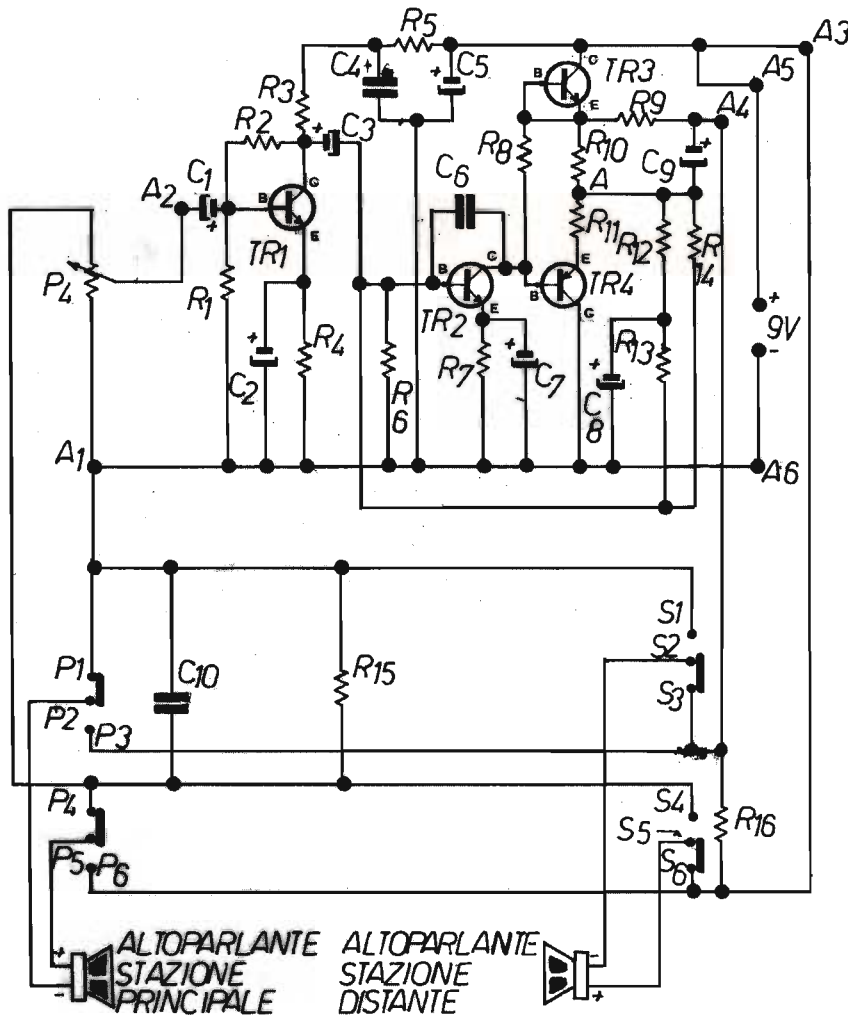 R5
A3
C4
+
+
C5
C
TR3
A5
R3
B
E
R9
A4
R2
+
C3
+
R8
R10
C9
C1
C
C6
A
A2
+
B
E
R11
R12
R
14
TR1
B
C
E
P4
R1
TR2
E
B
TR4
C
+
9V
-
+
C2
R4
R
6
R7
+
C7
+
C
8
R13
A1
A6
S1
P1
C10
R15
S2
P2
S3
P3
P4
S4
R16
P5
P6
S5
S6
+
-
ALTOPARLANTE
STAZIONE
PRINCIPALE
ALTOPARLANTE
STAZIONE
DISTANTE
-
+